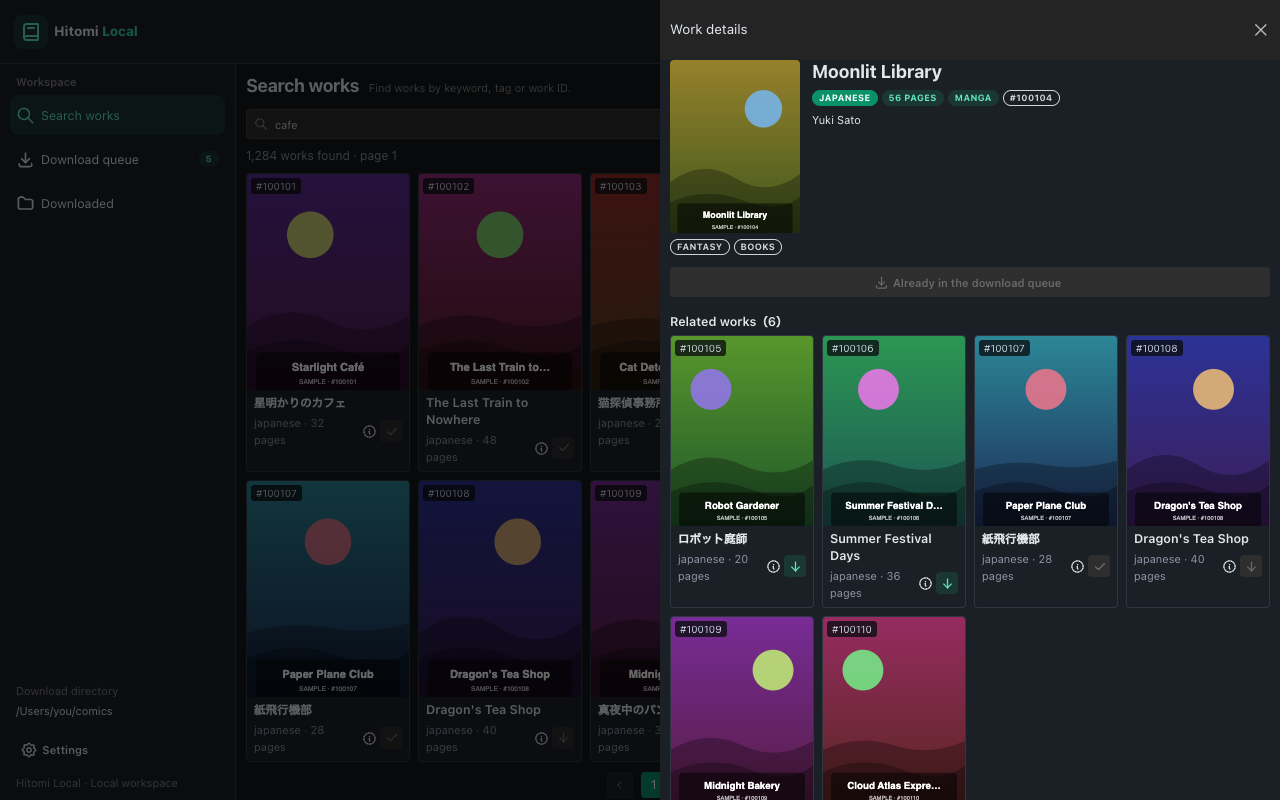 Hitomi Local
Workspace
Search works
Download queue
5
Downloaded
Download directory
/Users/you/comics
Settings
Hitomi Local · Local workspace
Search works
Find works by keyword, tag or work ID.
cafe
1,284 works found · page 1
#100101
Starlight Café
SAMPLE · #100101
星明かりのカフェ
japanese · 32
pages
#100102
The Last Train to...
SAMPLE · #100102
The Last Train to
Nowhere
japanese · 48
pages
#100103
#100107
Paper Plane Club
SAMPLE · #100107
紙飛行機部
japanese · 28
pages
#100108
Dragon's Tea Shop
SAMPLE · #100108
Dragon's Tea Shop
japanese · 40
pages
#100109
1
Work details
Moonlit Library
SAMPLE · #100104
Moonlit Library
JAPANESE
56 PAGES
MANGA
#100104
Yuki Sato
FANTASY
BOOKS
Already in the download queue
Related works (6)
#100105
Robot Gardener
SAMPLE · #100105
ロボット庭師
japanese · 20
pages
#100106
Summer Festival D...
SAMPLE · #100106
Summer Festival
Days
japanese · 36
pages
#100107
Paper Plane Club
SAMPLE · #100107
紙飛行機部
japanese · 28
pages
#100108
Dragon's Tea Shop
SAMPLE · #100108
Dragon's Tea Shop
japanese · 40
pages
#100109
Midnight Bakery
SAMPLE · #100109
#100110
Cloud Atlas Expre...
SAMPLE · #100110